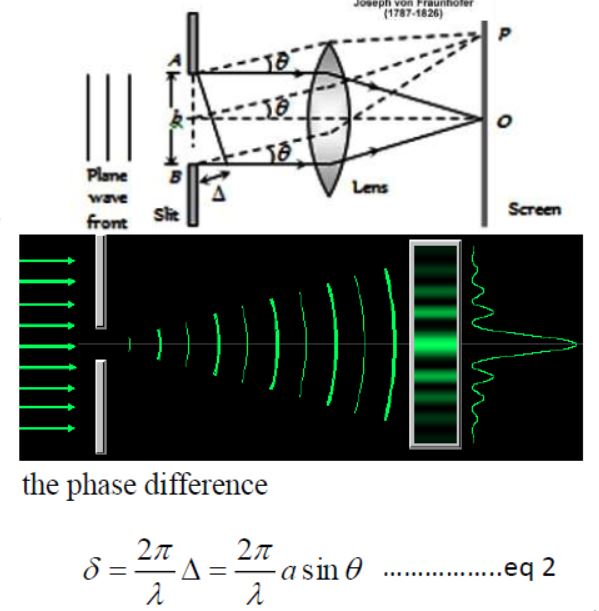 Joseph von Fraunhofer
(1787-1826)
A
θ
P
θ
O
θ
B
Δ
Plane
wave
front
Slit
Lens
Screen
the phase difference
δ = 2π/λ Δ = 2π/λ a sin θ ................eq 2